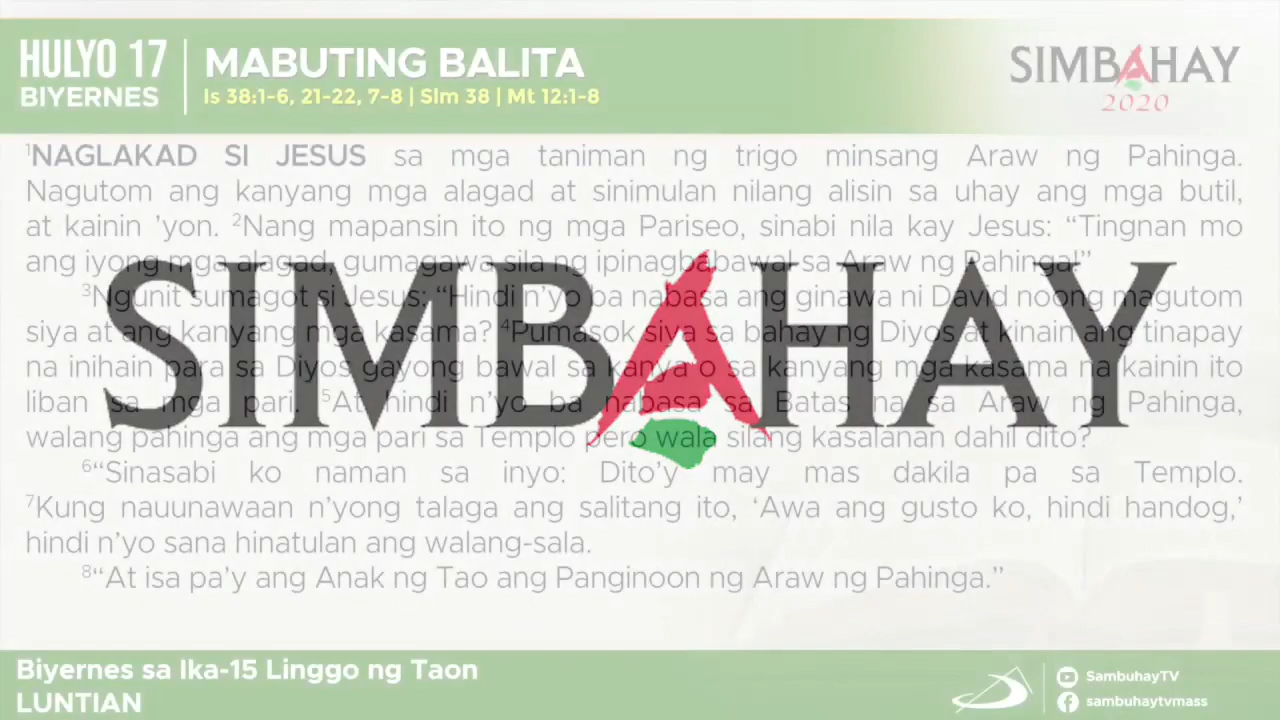 HULYO 17
BIYERNES
MABUTING BALITA
Is 38:1-6, 21-22, 7-8 | Slm 38 | Mt 12:1-8
SIMBAHAY
2020
¹NAGLAKAD SI JESUS sa mga taniman ng trigo minsang Araw ng Pahinga.
Nagutom ang kanyang mga alagad at sinimulan nilang alisin sa uhay ang mga butil,
at kainin ’yon. ²Nang mapansin ito ng mga Pariseo, sinabi nila kay Jesus: “Tingnan mo
ang iyong mga alagad, gumagawa sila ng ipinagbabawal sa Araw ng Pahinga!”
³Ngunit sumagot si Jesus: “Hindi n’yo ba nabasa ang ginawa ni David noong magutom
siya at ang kanyang mga kasama? ⁴Pumasok siya sa bahay ng Diyos at kinain ang tinapay
na inihain para sa Diyos gayong bawal sa kanya o sa kanyang mga kasama na kainin ito
liban sa mga pari. ⁵At hindi n’yo ba nabasa sa Batas na sa Araw ng Pahinga,
walang pahinga ang mga pari sa Templo pero wala silang kasalanan dahil dito?
⁶“Sinasabi ko naman sa inyo: Dito’y may mas dakila pa sa Templo.
⁷Kung nauunawaan n’yong talaga ang salitang ito, ‘Awa ang gusto ko, hindi handog,’
hindi n’yo sana hinatulan ang walang-sala.
⁸“At isa pa’y ang Anak ng Tao ang Panginoon ng Araw ng Pahinga.”
SIMBAHAY
Biyernes sa Ika-15 Linggo ng Taon
LUNTIAN
SambuhayTV
sambuhaytvmass